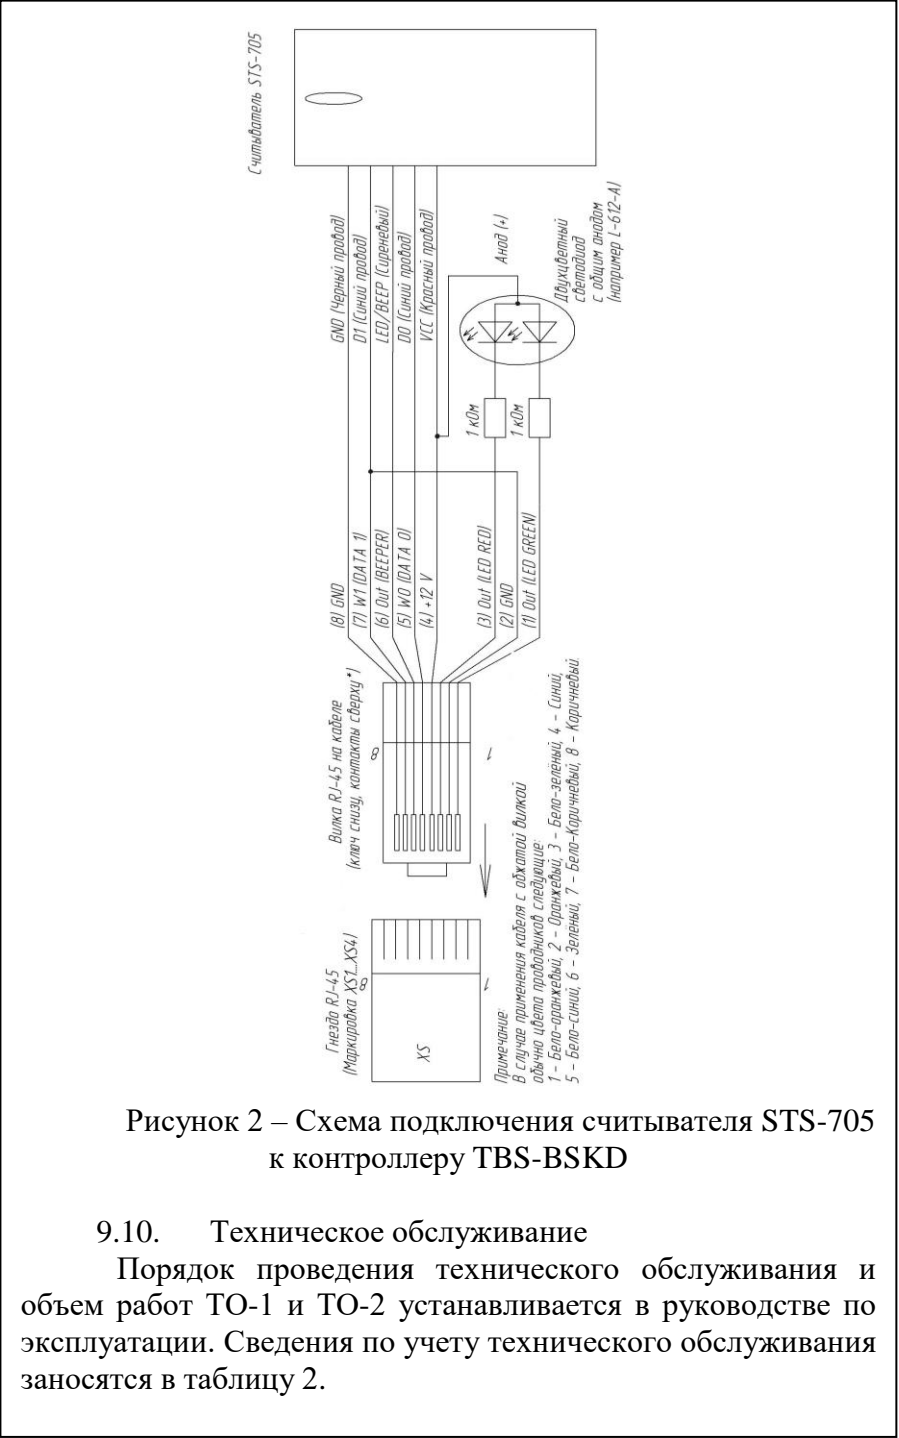 Считыватель STS-705
GND (Черный провод)
D1 (Синий провод)
LED/BEEP (Сиреневый)
D0 (Синий провод)
VCC (Красный провод)
Анод (+)
Двухцветный
светодиод
с общим анодом
(например L-612-A)
1 кОм
1 кОм
(8) GND
(7) W1 (DATA 1)
(6) Out (BEEPER)
(5) W0 (DATA 0)
(4) +12 V
(3) Out (LED RED)
(2) GND
(1) Out (LED GREEN)
Вилка RJ-45 на кабеле
(ключ снизу, контакты сверху*)
8
1
Гнездо RJ-45
(Маркировка XS1...XS4)
8
1
XS
Примечание:
В случае применения кабеля с обжатой вилкой
обычно цвета проводников следующие:
1 - Бело-оранжевый, 2 - Оранжевый, 3 - Бело-зелёный, 4 - Синий,
5 - Бело-синий, 6 - Зеленый, 7 - Бело-Коричневый, 8 - Коричневый.
Рисунок 2 – Схема подключения считывателя STS-705
к контроллеру TBS-BSKD
9.10. Техническое обслуживание
Порядок проведения технического обслуживания и
объем работ ТО-1 и ТО-2 устанавливается в руководстве по
эксплуатации. Сведения по учету технического обслуживания
заносятся в таблицу 2.